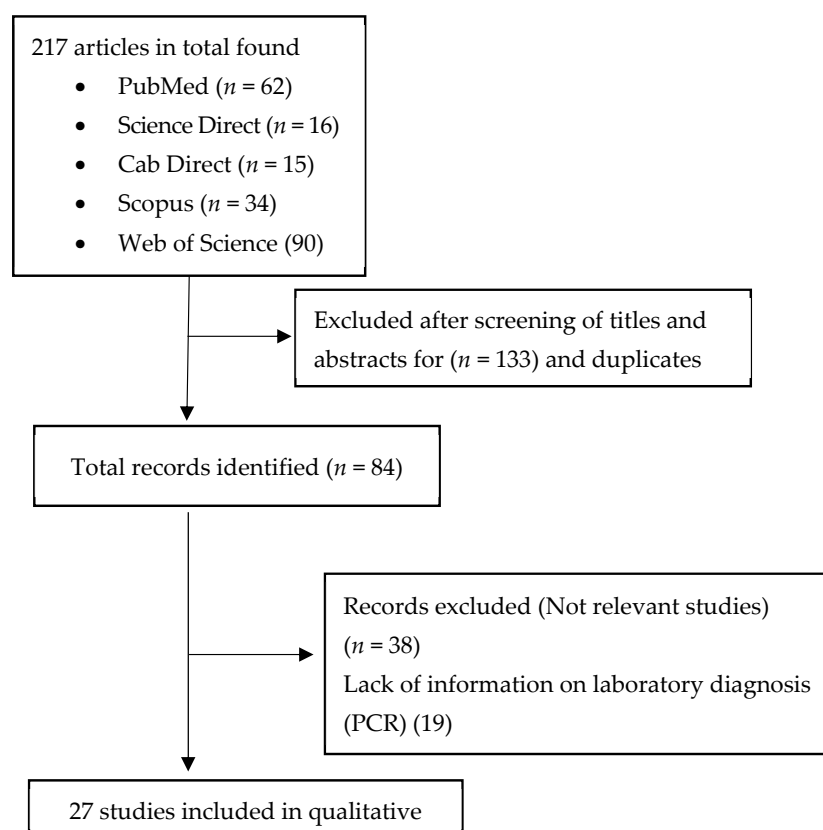 217 articles in total found
• PubMed (n = 62)
• Science Direct (n = 16)
• Cab Direct (n = 15)
• Scopus (n = 34)
• Web of Science (90)
Excluded after screening of titles and
abstracts for (n = 133) and duplicates
Total records identified (n = 84)
Records excluded (Not relevant studies)
(n = 38)
Lack of information on laboratory diagnosis
(PCR) (19)
27 studies included in qualitative